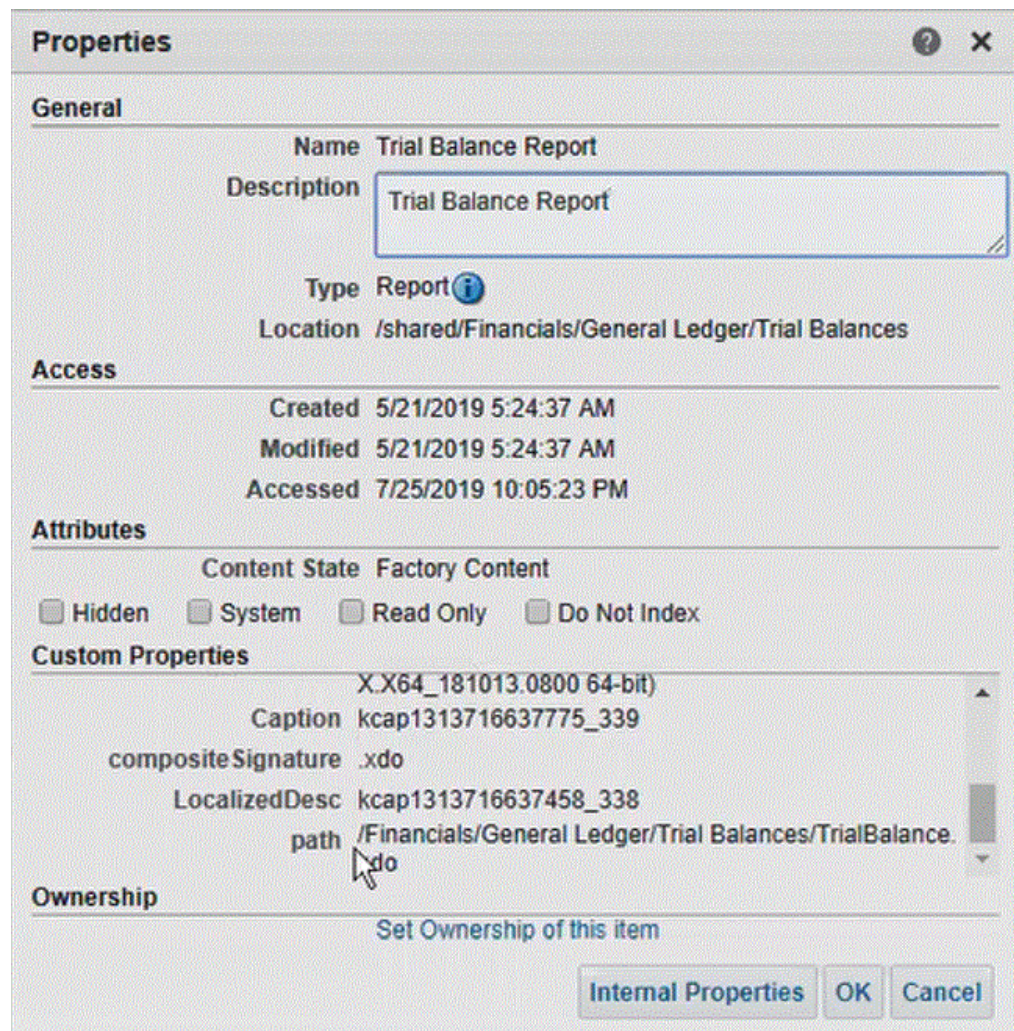 Properties
General
Name Trial Balance Report
Description Trial Balance Report
Type Report
Location /shared/Financials/General Ledger/Trial Balances
Access
Created 5/21/2019 5:24:37 AM
Modified 5/21/2019 5:24:37 AM
Accessed 7/25/2019 10:05:23 PM
Attributes
Content State Factory Content
Hidden System Read Only Do Not Index
Custom Properties
X.X64_181013.0800 64-bit)
Caption kcap1313716637775_339
compositeSignature .xdo
LocalizedDesc kcap1313716637458_338
path /Financials/General Ledger/Trial Balances/TrialBalance.
xdo
Ownership
Set Ownership of this item
Internal Properties OK Cancel